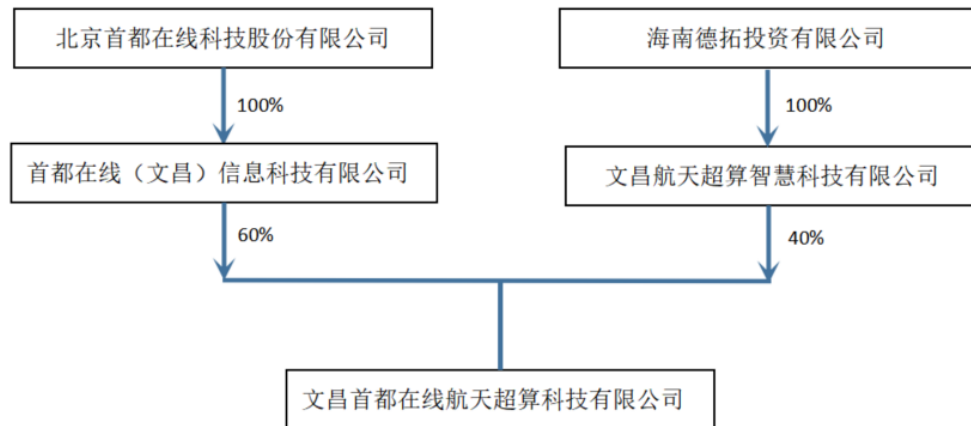 北京首都在线科技股份有限公司
海南德拓投资有限公司
100%
100%
首都在线（文昌）信息科技有限公司
文昌航天超算智慧科技有限公司
60%
40%
文昌首都在线航天超算科技有限公司